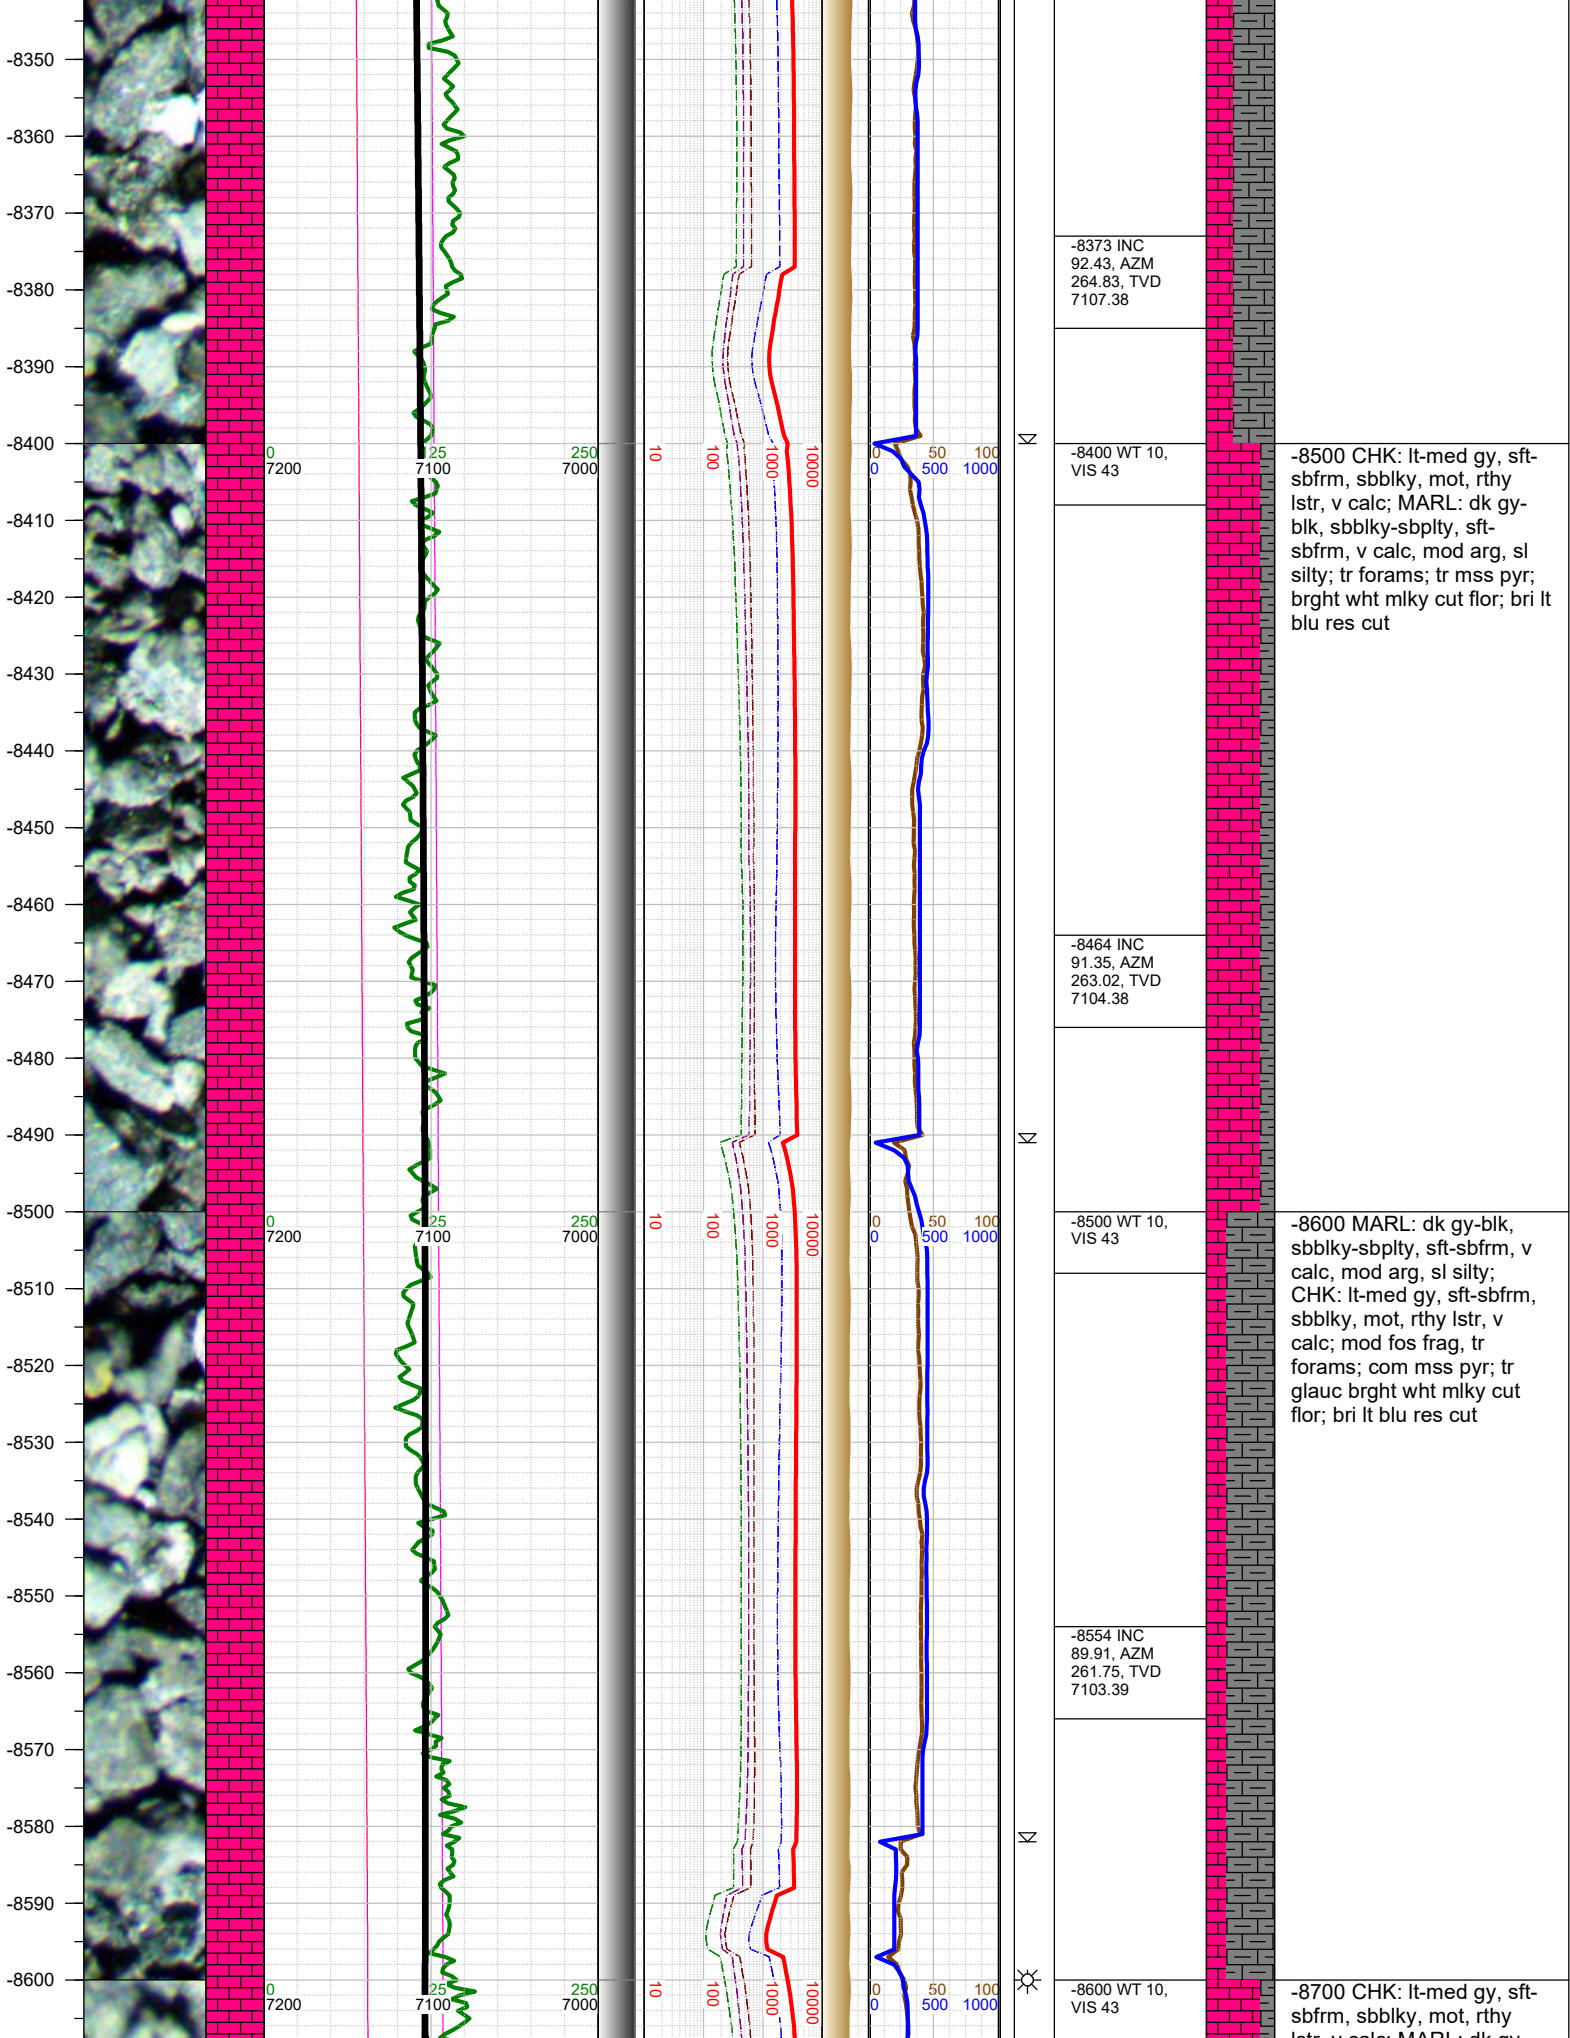 -8350
-8360
-8370
-8373 INC
92.43, AZM
264.83, TVD
7107.38
-8380
-8390
-8400
0 125 250
7200 7100 7000
10 100 1000 10000
0 50 100
0 500 1000
-8400 WT 10,
VIS 43
-8500 CHK: lt-med gy, sft-
sbfrm, sbblky, mot, rthy
lstr, v calc; MARL: dk gy-
blk, sbblky-sbplty, sft-
sbfrm, v calc, mod arg, sl
silty; tr forams; tr mss pyr;
brght wht mlky cut flor; bri lt
blu res cut
-8410
-8420
-8430
-8440
-8450
-8460
-8464 INC
91.35, AZM
263.02, TVD
7104.38
-8470
-8480
-8490
-8500
0 125 250
7200 7100 7000
10 100 1000 10000
0 50 100
0 500 1000
-8500 WT 10,
VIS 43
-8600 MARL: dk gy-blk,
sbblky-sbplty, sft-sbfrm, v
calc, mod arg, sl silty;
CHK: lt-med gy, sft-sbfrm,
sbblky, mot, rthy lstr, v
calc; mod fos frag, tr
forams; com mss pyr; tr
glauc brght wht mlky cut
flor; bri lt blu res cut
-8510
-8520
-8530
-8540
-8550
-8554 INC
89.91, AZM
261.75, TVD
7103.39
-8560
-8570
-8580
-8590
-8600
0 125 250
7200 7100 7000
10 100 1000 10000
0 50 100
0 500 1000
-8600 WT 10,
VIS 43
-8700 CHK: lt-med gy, sft-
sbfrm, sbblky, mot, rthy
lstr, v calc; MARL: dk gy-